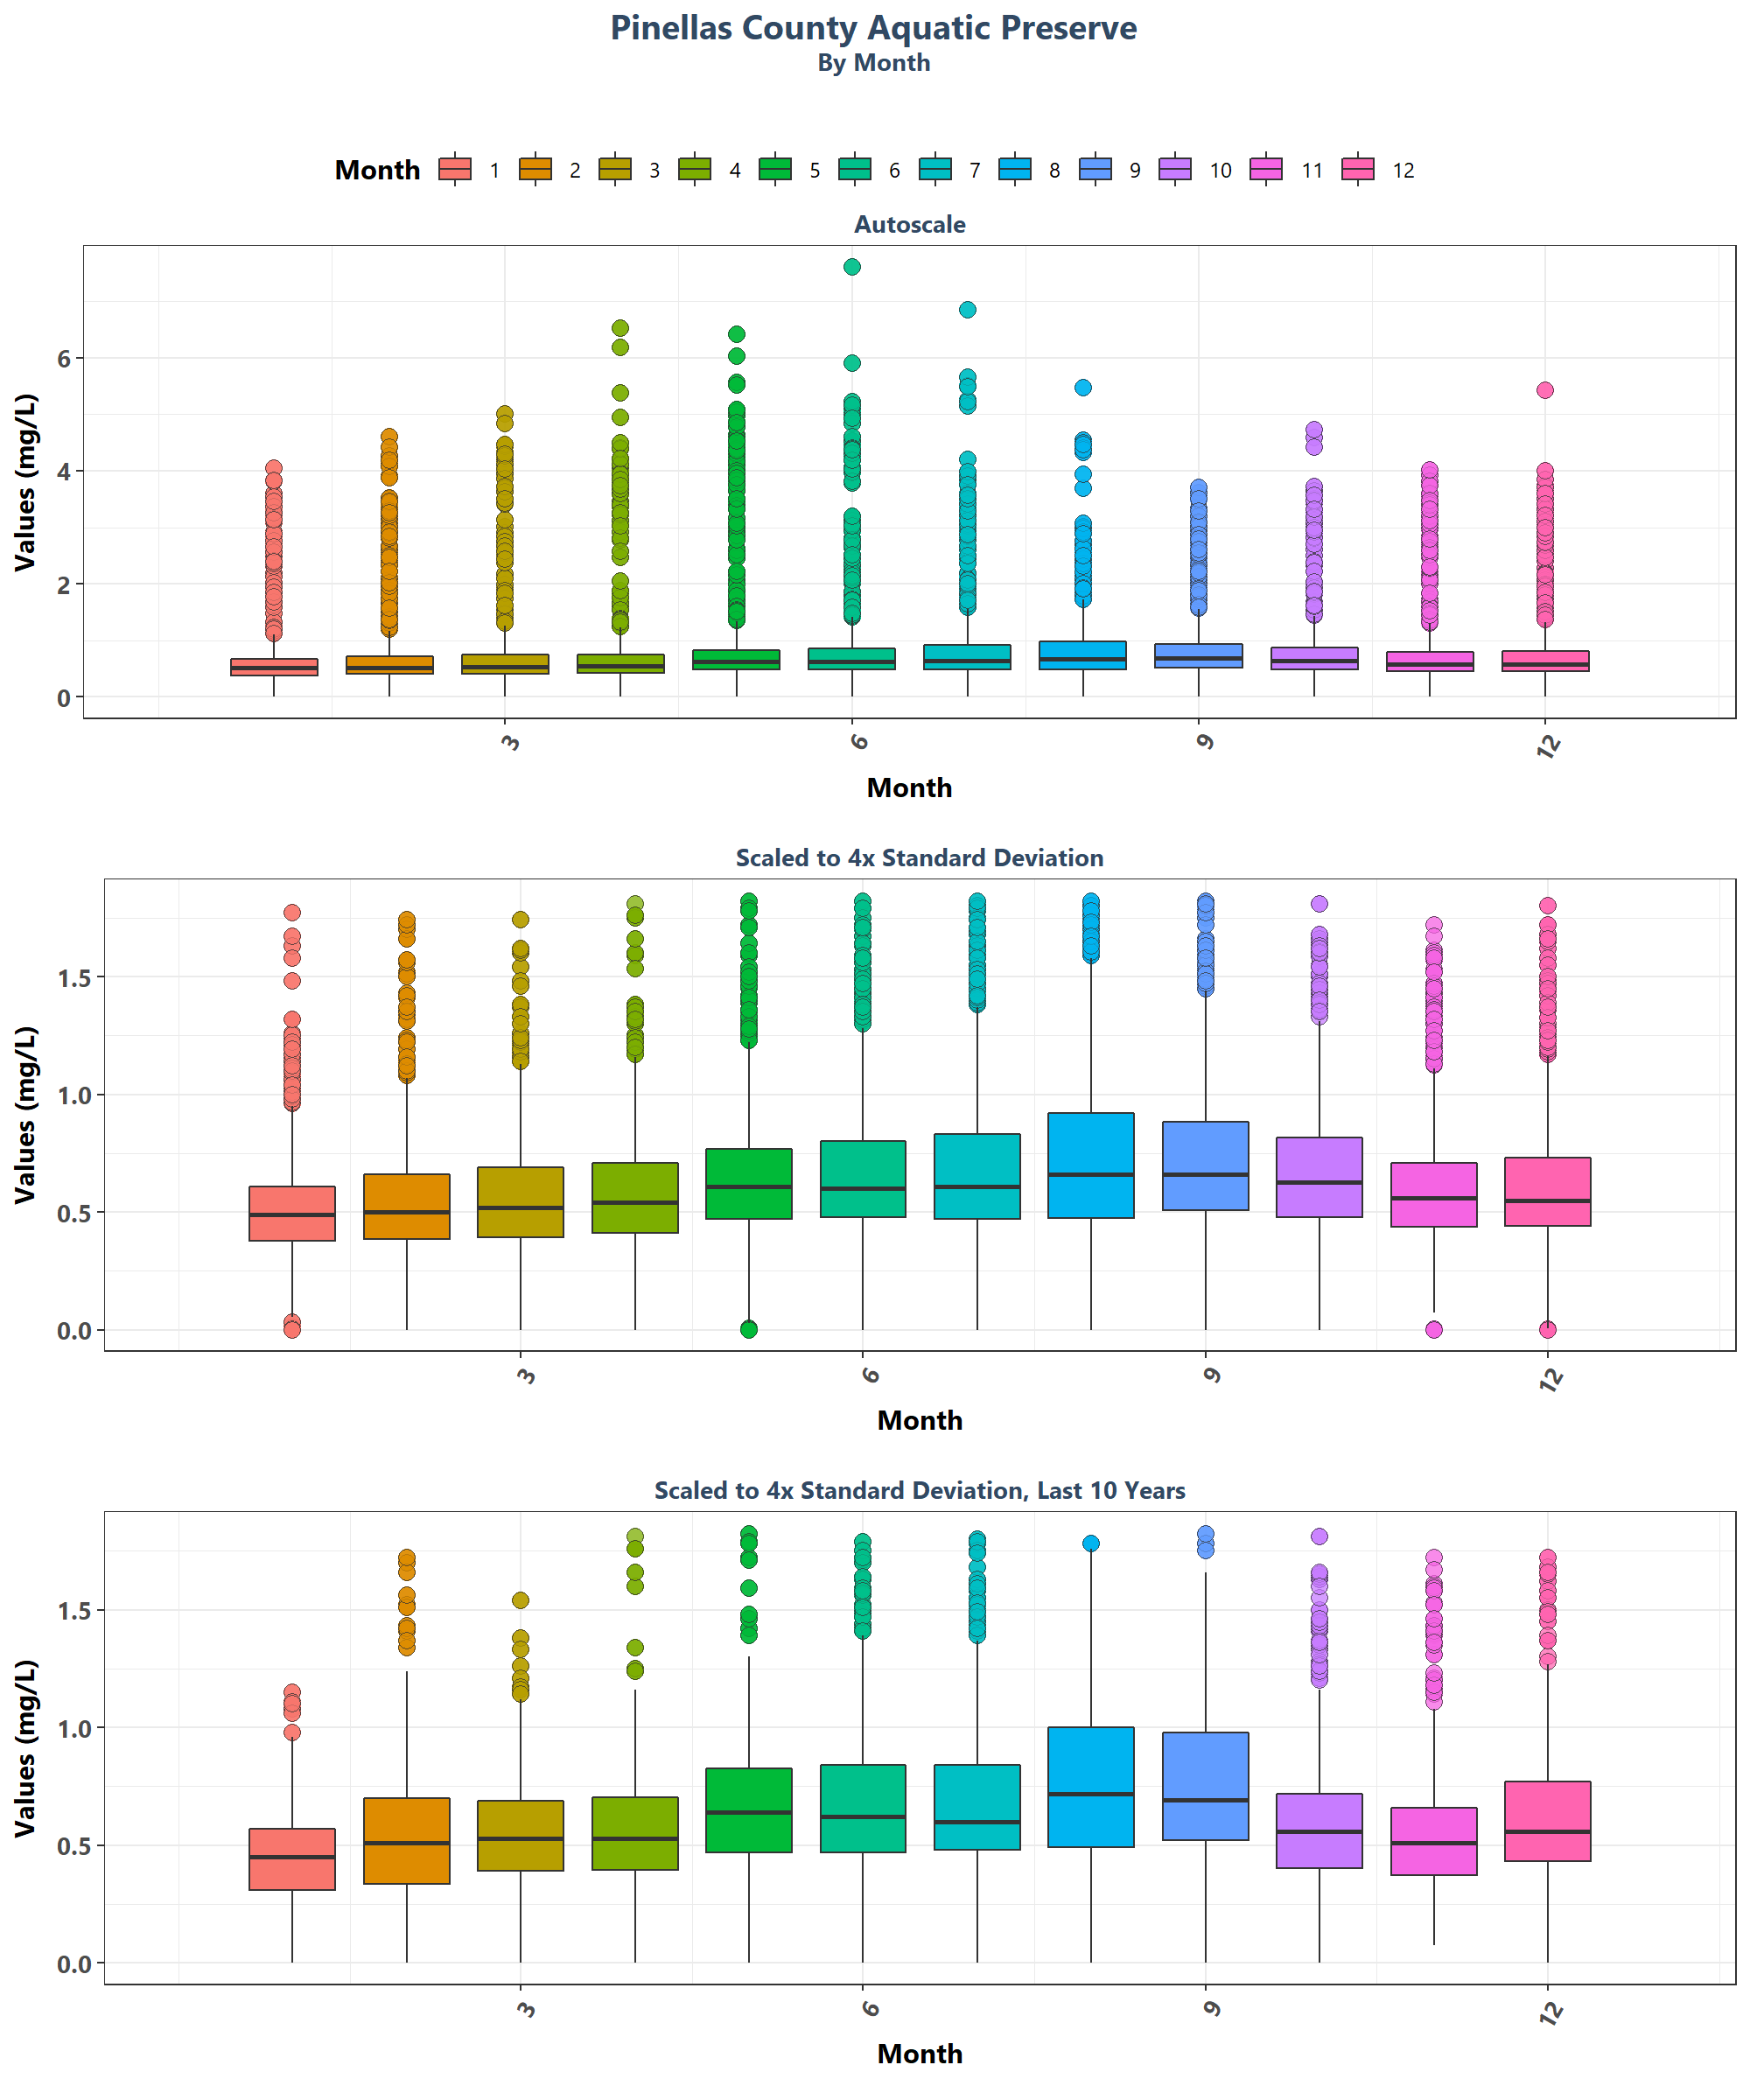 Pinellas County Aquatic Preserve
By Month
Month 1 2 3 4 5 6 7 8 9 10 11 12
Autoscale
Values (mg/L)
6
4
2
0
3 6 9 12
Month
Scaled to 4x Standard Deviation
Values (mg/L)
1.5
1.0
0.5
0.0
3 6 9 12
Month
Scaled to 4x Standard Deviation, Last 10 Years
Values (mg/L)
1.5
1.0
0.5
0.0
3 6 9 12
Month